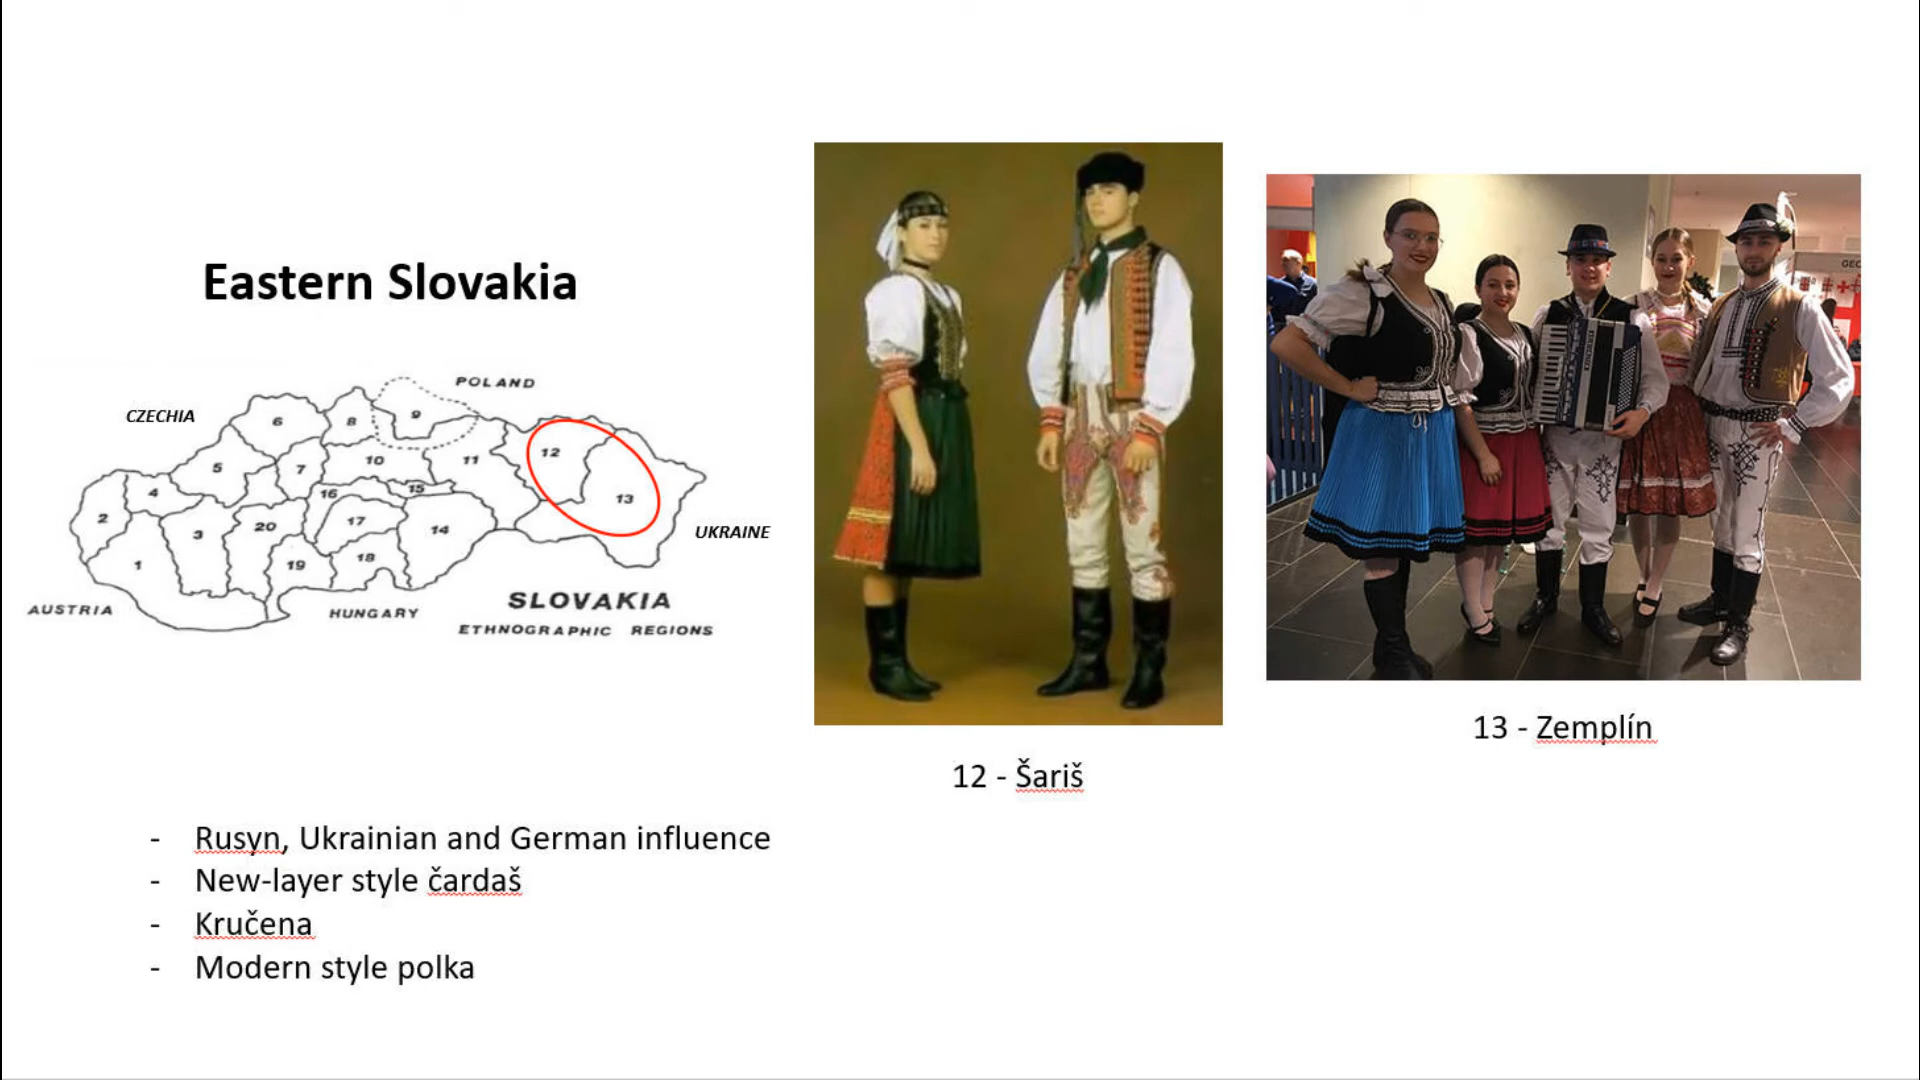 Eastern Slovakia
POLAND
CZECHIA
6
8
9
5
7
10
11
12
4
16
15
13
2
3
20
17
14
UKRAINE
1
19
18
SLOVAKIA
AUSTRIA
HUNGARY
ETHNOGRAPHIC REGIONS
12 - Šariš
GEO
13 - Zemplín
- Rusyn, Ukrainian and German influence
- New-layer style čardaš
- Kručena
- Modern style polka